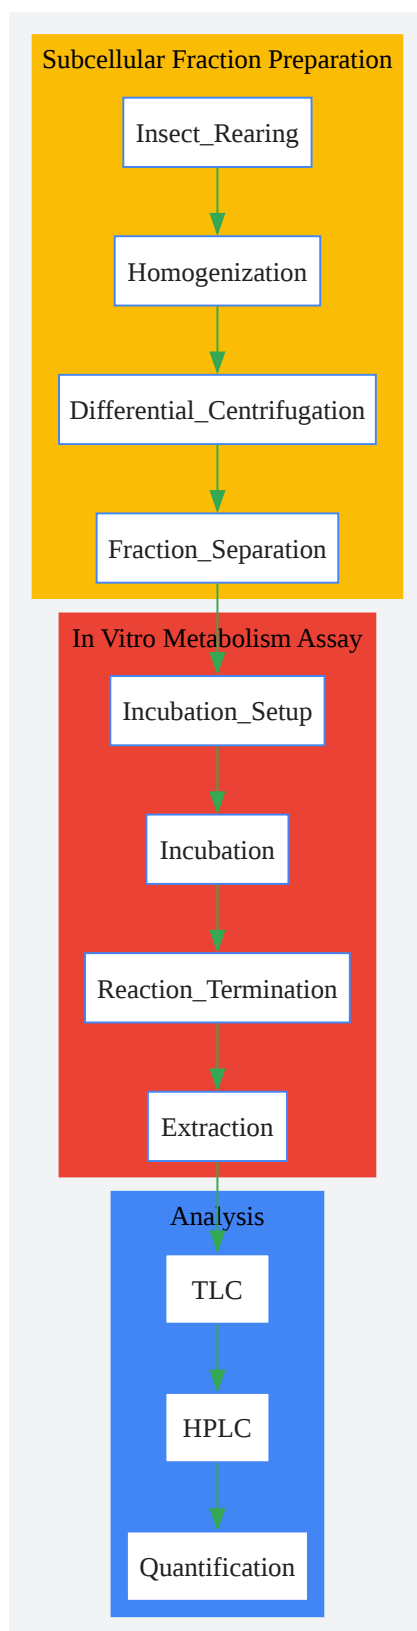 Subcellular Fraction Preparation
Insect_Rearing
Homogenization
Differential_Centrifugation
Fraction_Separation
In Vitro Metabolism Assay
Incubation_Setup
Incubation
Reaction_Termination
Extraction
Analysis
TLC
HPLC
Quantification